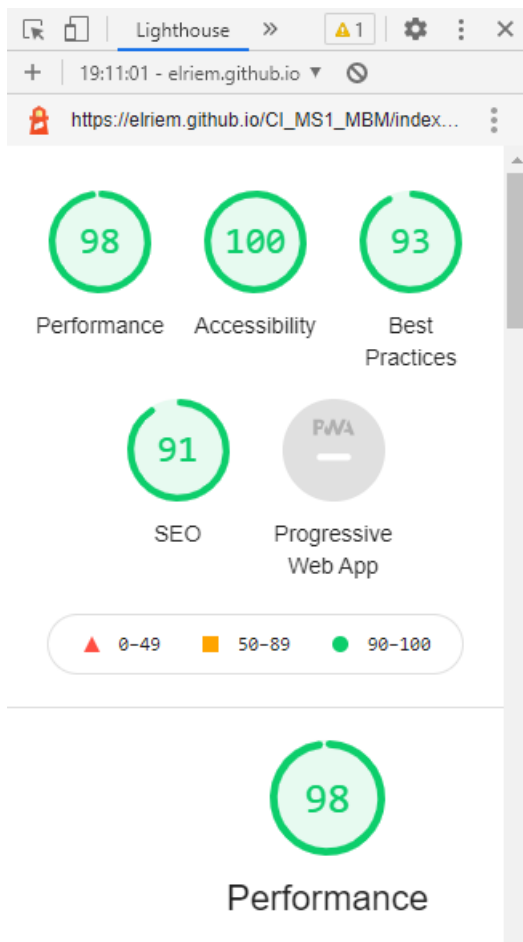 Lighthouse » 1
+ 19:11:01 - elriem.github.io ▼
https://elriem.github.io/CI_MS1_MBM/index…
98 100 93
Performance Accessibility Best
Practices
91 PWA
SEO Progressive
Web App
0–49 50–89 90–100
98
Performance